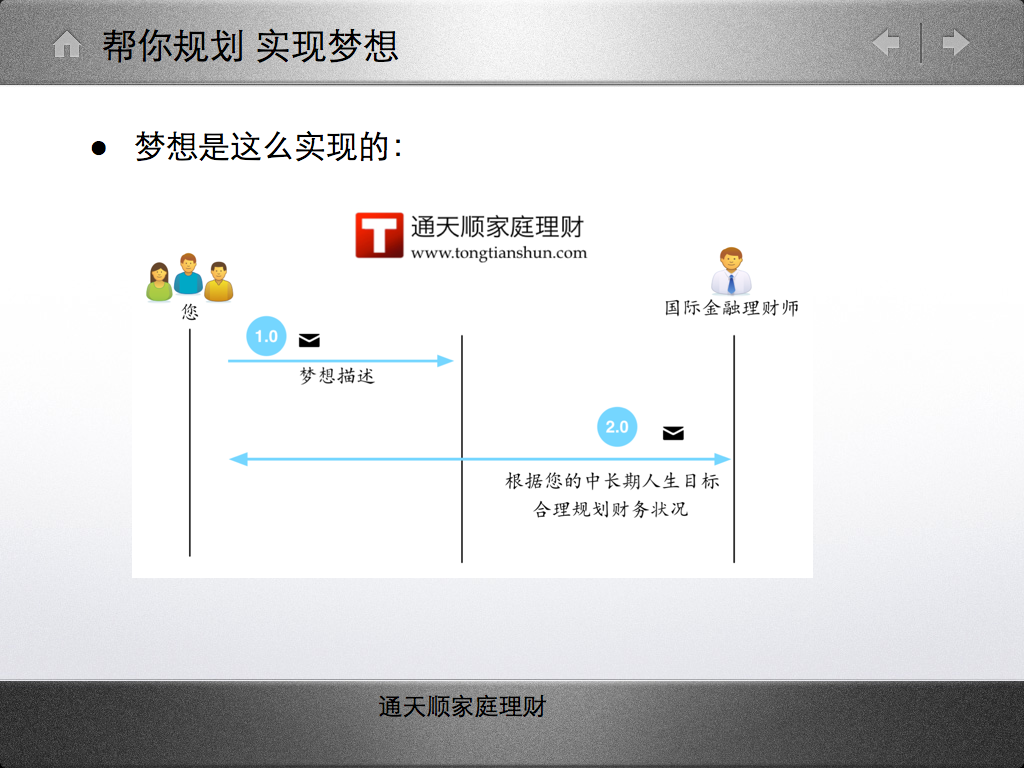 帮你规划 实现梦想
● 梦想是这么实现的：
T
通天顺家庭理财
www.tongtianshun.com
您
国际金融理财师
1.0
梦想描述
2.0
根据您的中长期人生目标
合理规划财务状况
通天顺家庭理财